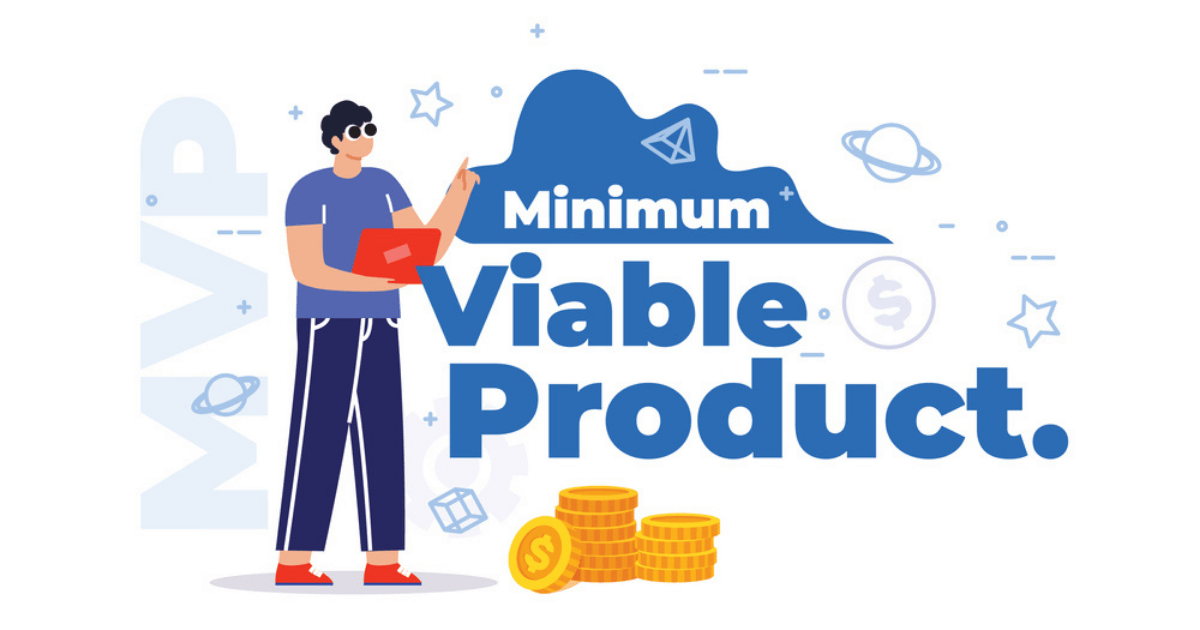 MVP
Minimum
Viable
Product.
$
$